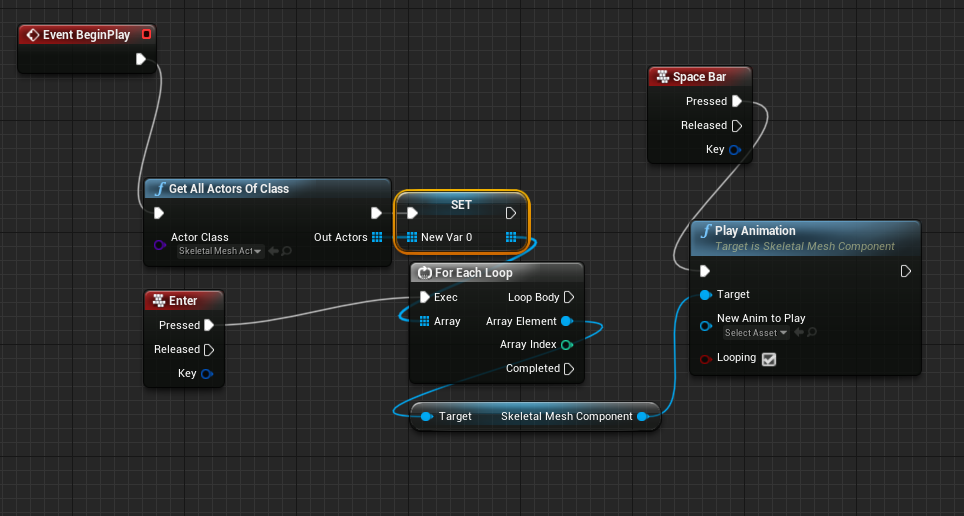 Event BeginPlay
Space Bar
Pressed
Released
Key
Get All Actors Of Class
Actor Class
Skeletal Mesh Act
Out Actors
SET
New Var 0
Play Animation
Target is Skeletal Mesh Component
Target
New Anim to Play
Select Asset
Looping
For Each Loop
Exec
Loop Body
Array
Array Element
Array Index
Completed
Enter
Pressed
Released
Key
Target
Skeletal Mesh Component